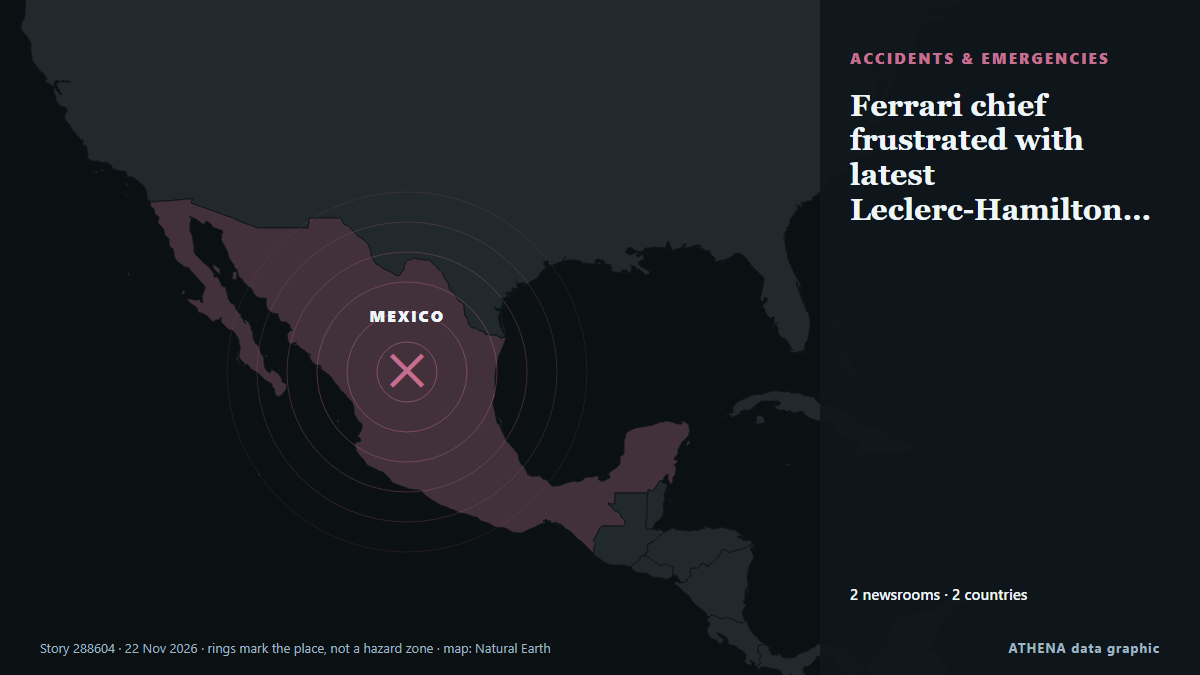 ACCIDENTS & EMERGENCIES
Ferrari chief
frustrated with
latest
Leclerc-Hamilton...
MEXICO
2 newsrooms · 2 countries
Story 288604 · 22 Nov 2026 · rings mark the place, not a hazard zone · map: Natural Earth
ATHENA data graphic